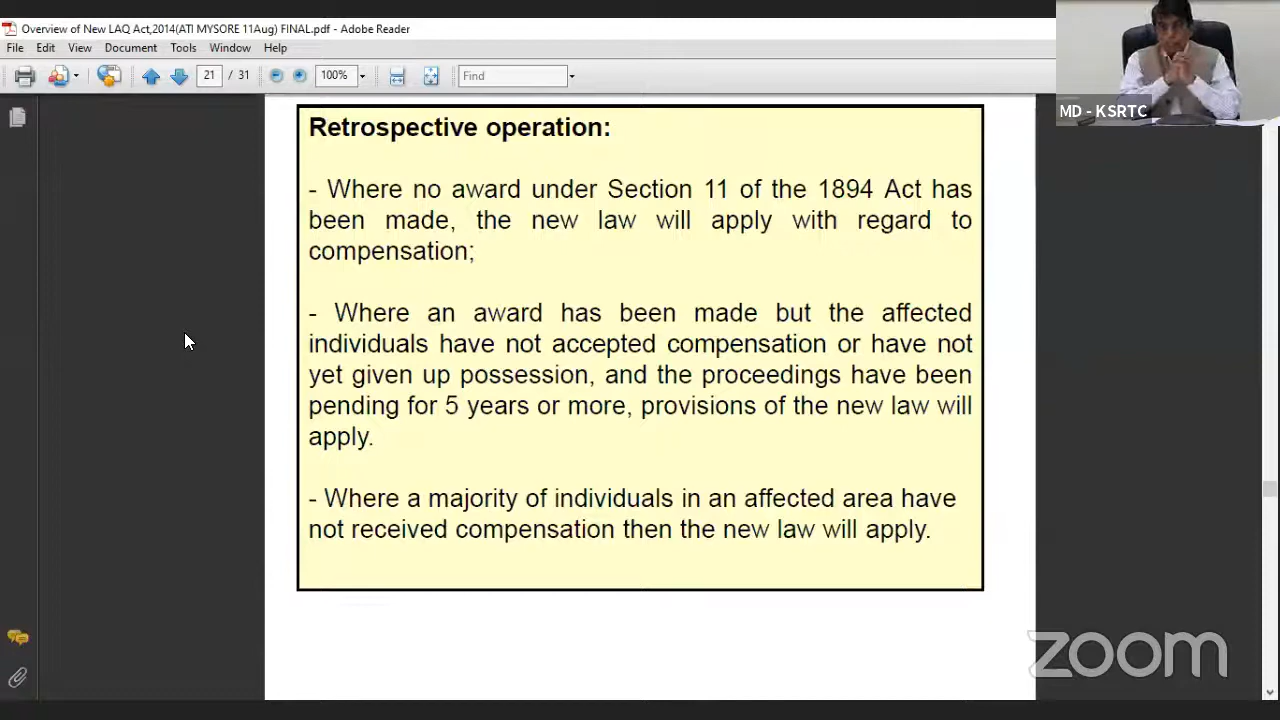 Overview of New LAQ Act,2014(ATI MYSORE 11Aug) FINAL.pdf - Adobe Reader
File Edit View Document Tools Window Help
21 / 31 100% Find
MD - KSRTC
Retrospective operation:
- Where no award under Section 11 of the 1894 Act has
been made, the new law will apply with regard to
compensation;
- Where an award has been made but the affected
individuals have not accepted compensation or have not
yet given up possession, and the proceedings have been
pending for 5 years or more, provisions of the new law will
apply.
- Where a majority of individuals in an affected area have
not received compensation then the new law will apply.
zoom